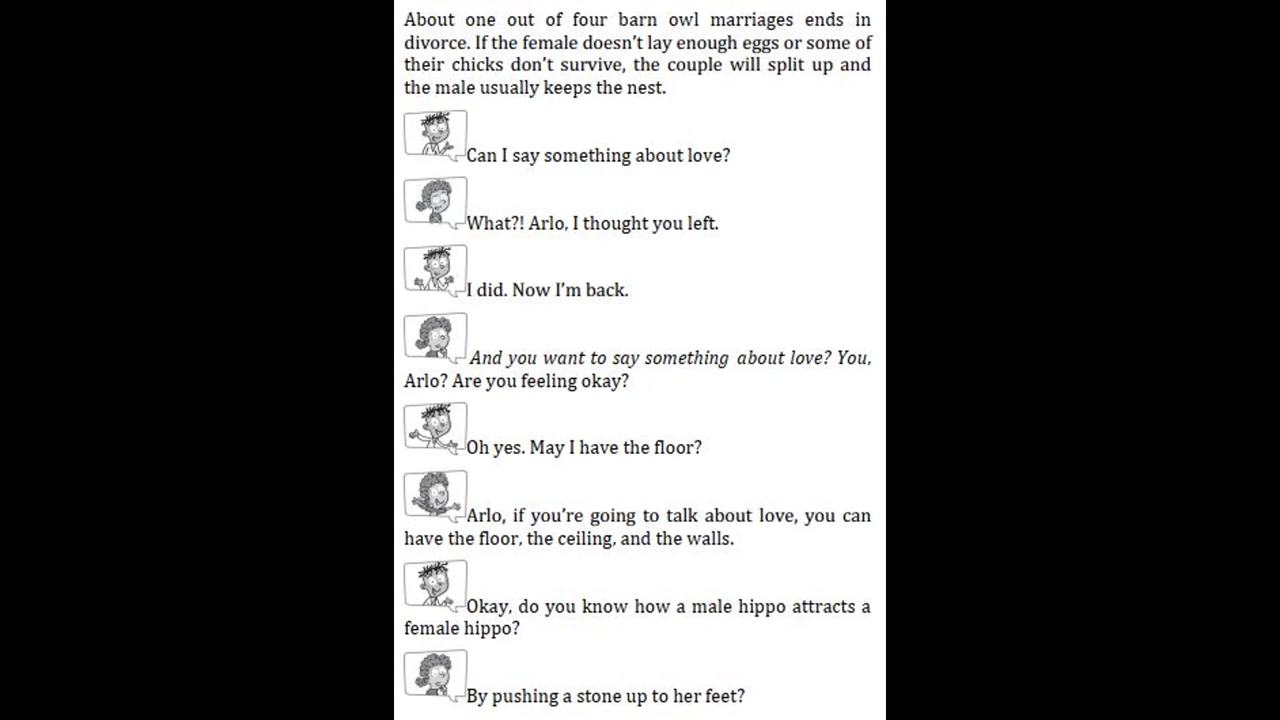 About one out of four barn owl marriages ends in
divorce. If the female doesn't lay enough eggs or some of
their chicks don't survive, the couple will split up and
the male usually keeps the nest.
Can I say something about love?
What?! Arlo, I thought you left.
I did. Now I'm back.
And you want to say something about love? You,
Arlo? Are you feeling okay?
Oh yes. May I have the floor?
Arlo, if you're going to talk about love, you can
have the floor, the ceiling, and the walls.
Okay, do you know how a male hippo attracts a
female hippo?
By pushing a stone up to her feet?